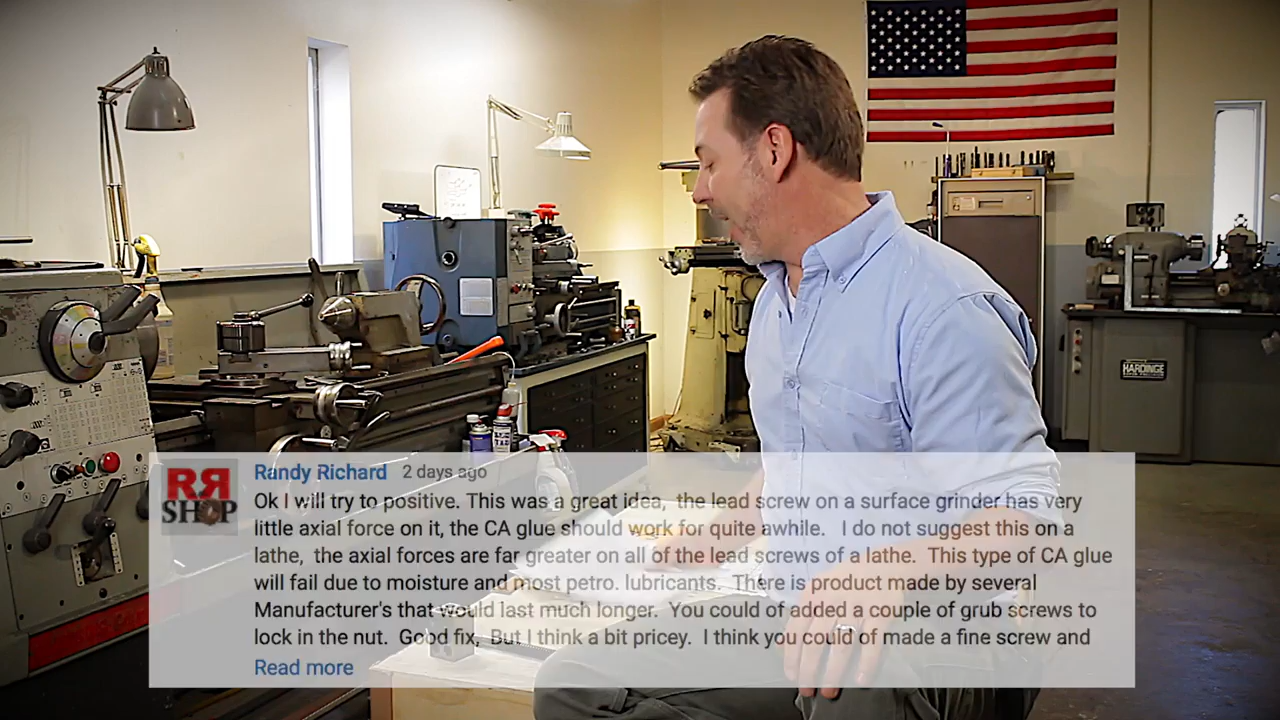 HARDINGE
RR
SHOP
Randy Richard 2 days ago
Ok I will try to positive. This was a great idea, the lead screw on a surface grinder has very
little axial force on it, the CA glue should work for quite awhile. I do not suggest this on a
lathe, the axial forces are far greater on all of the lead screws of a lathe. This type of CA glue
will fail due to moisture and most petro. lubricants. There is product made by several
Manufacturer's that would last much longer. You could of added a couple of grub screws to
lock in the nut. Good fix, But I think a bit pricey. I think you could of made a fine screw and
Read more